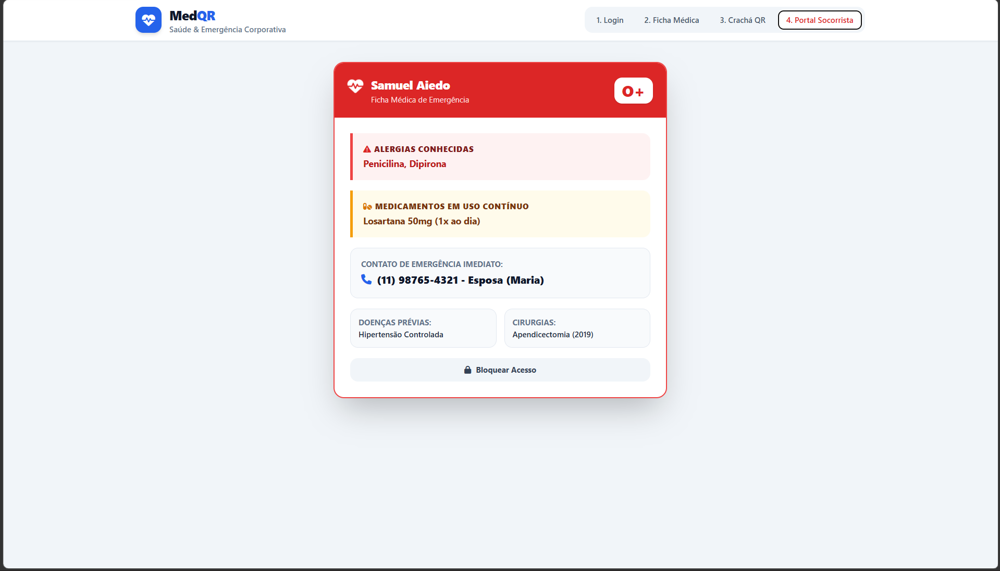 MedQR
Saúde & Emergência Corporativa
1. Login
2. Ficha Médica
3. Crachá QR
4. Portal Socorrista
Samuel Aiedo
Ficha Médica de Emergência
O+
ALERGIAS CONHECIDAS
Penicilina, Dipirona
MEDICAMENTOS EM USO CONTÍNUO
Losartana 50mg (1x ao dia)
CONTATO DE EMERGÊNCIA IMEDIATO:
(11) 98765-4321 - Esposa (Maria)
DOENÇAS PRÉVIAS:
Hipertensão Controlada
CIRURGIAS:
Apendicectomia (2019)
Bloquear Acesso